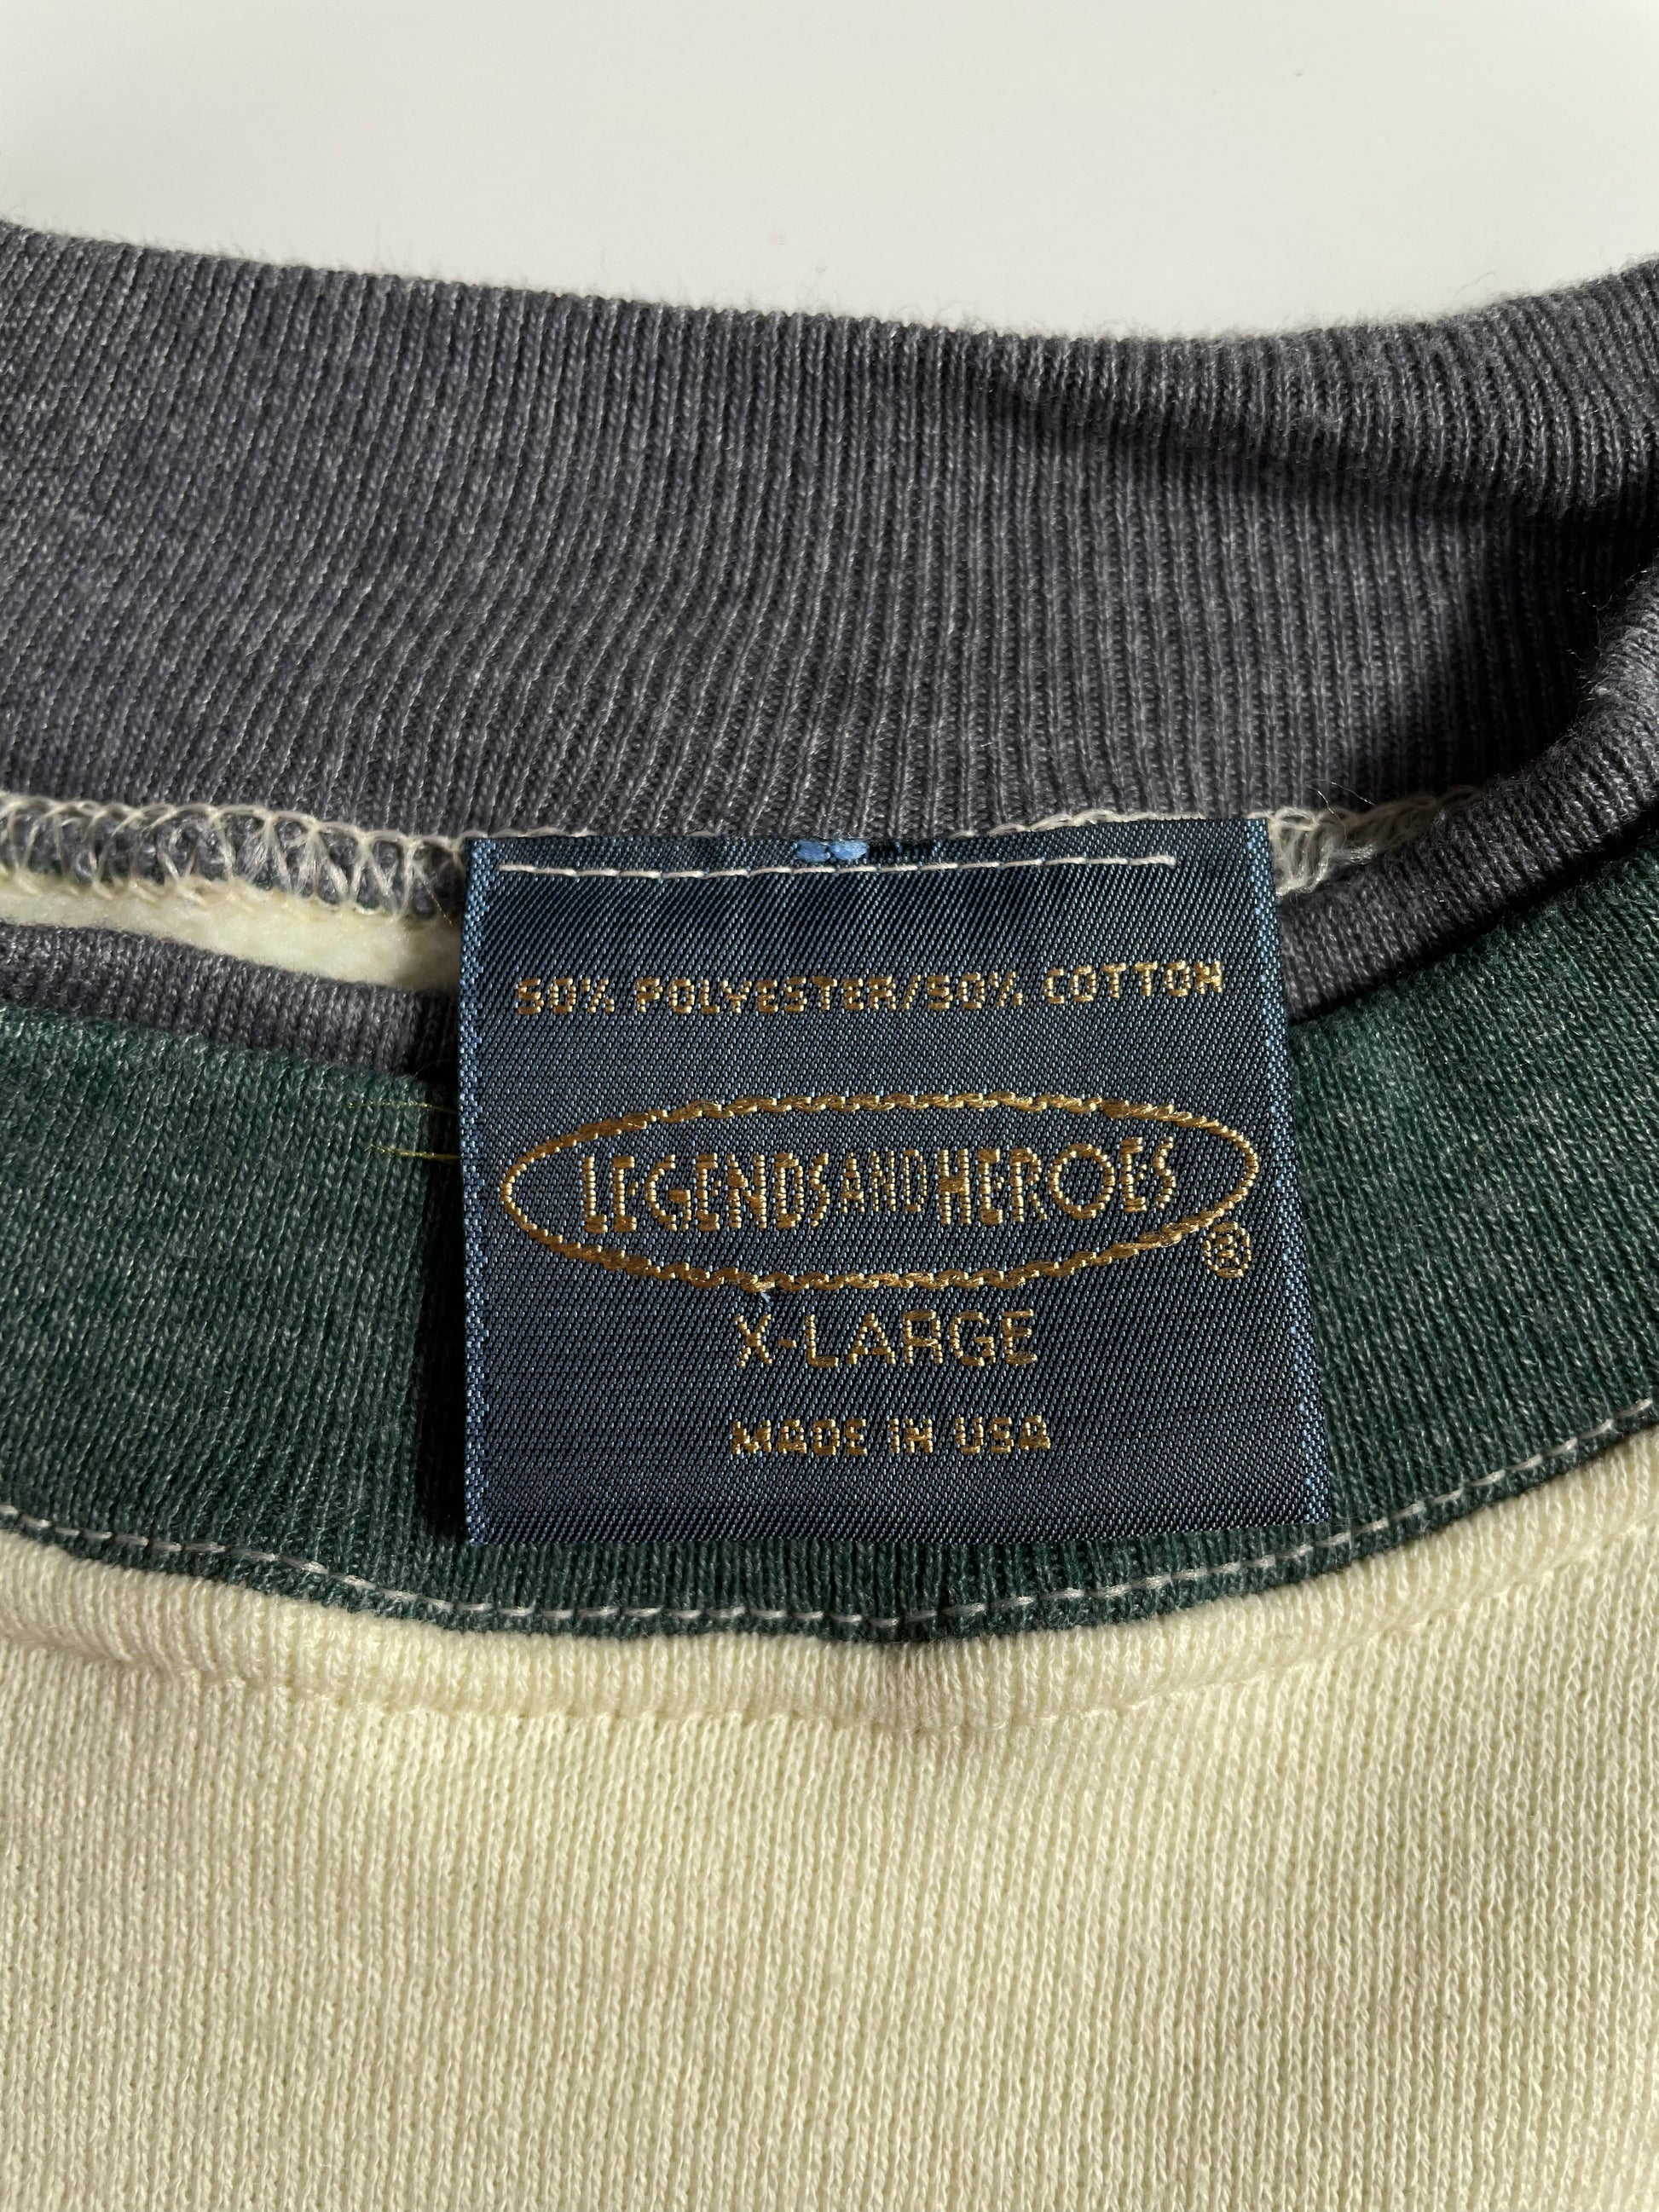 50% POLYESTER/50% COTTON
LEGENDS AND HEROES
®
X-LARGE
MADE IN USA